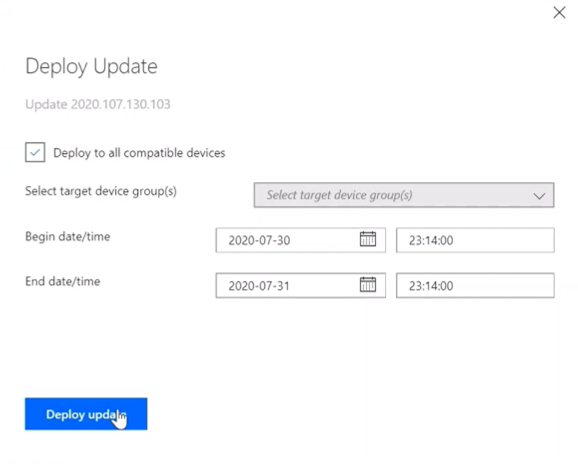 Deploy Update
Update 2020.107.130.103
Deploy to all compatible devices
Select target device group(s) Select target device group(s)
Begin date/time 2020-07-30 23:14:00
End date/time 2020-07-31 23:14:00
Deploy update